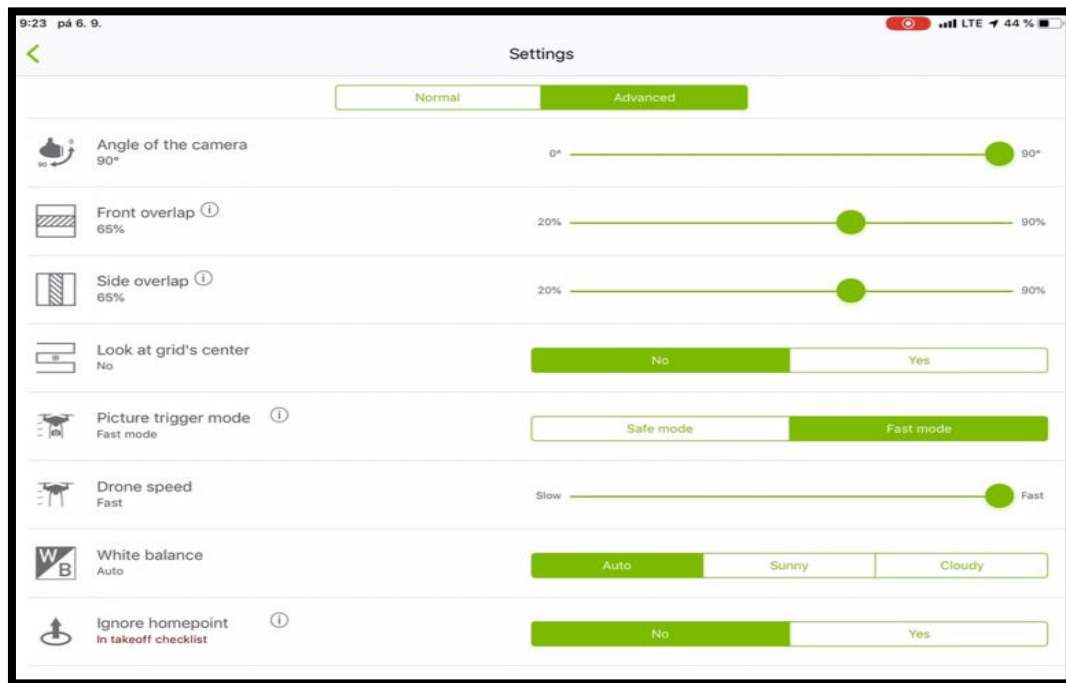 9:23 pá 6. 9.
LTE 44 %
Settings
Normal Advanced
0
90
Angle of the camera
90°
0° 90°
Front overlap i
65%
20% 90%
Side overlap i
65%
20% 90%
Look at grid's center
No
No Yes
Picture trigger mode i
Fast mode
Safe mode Fast mode
Drone speed
Fast
Slow Fast
W
B
White balance
Auto
Auto Sunny Cloudy
Ignore homepoint i
In takeoff checklist
No Yes